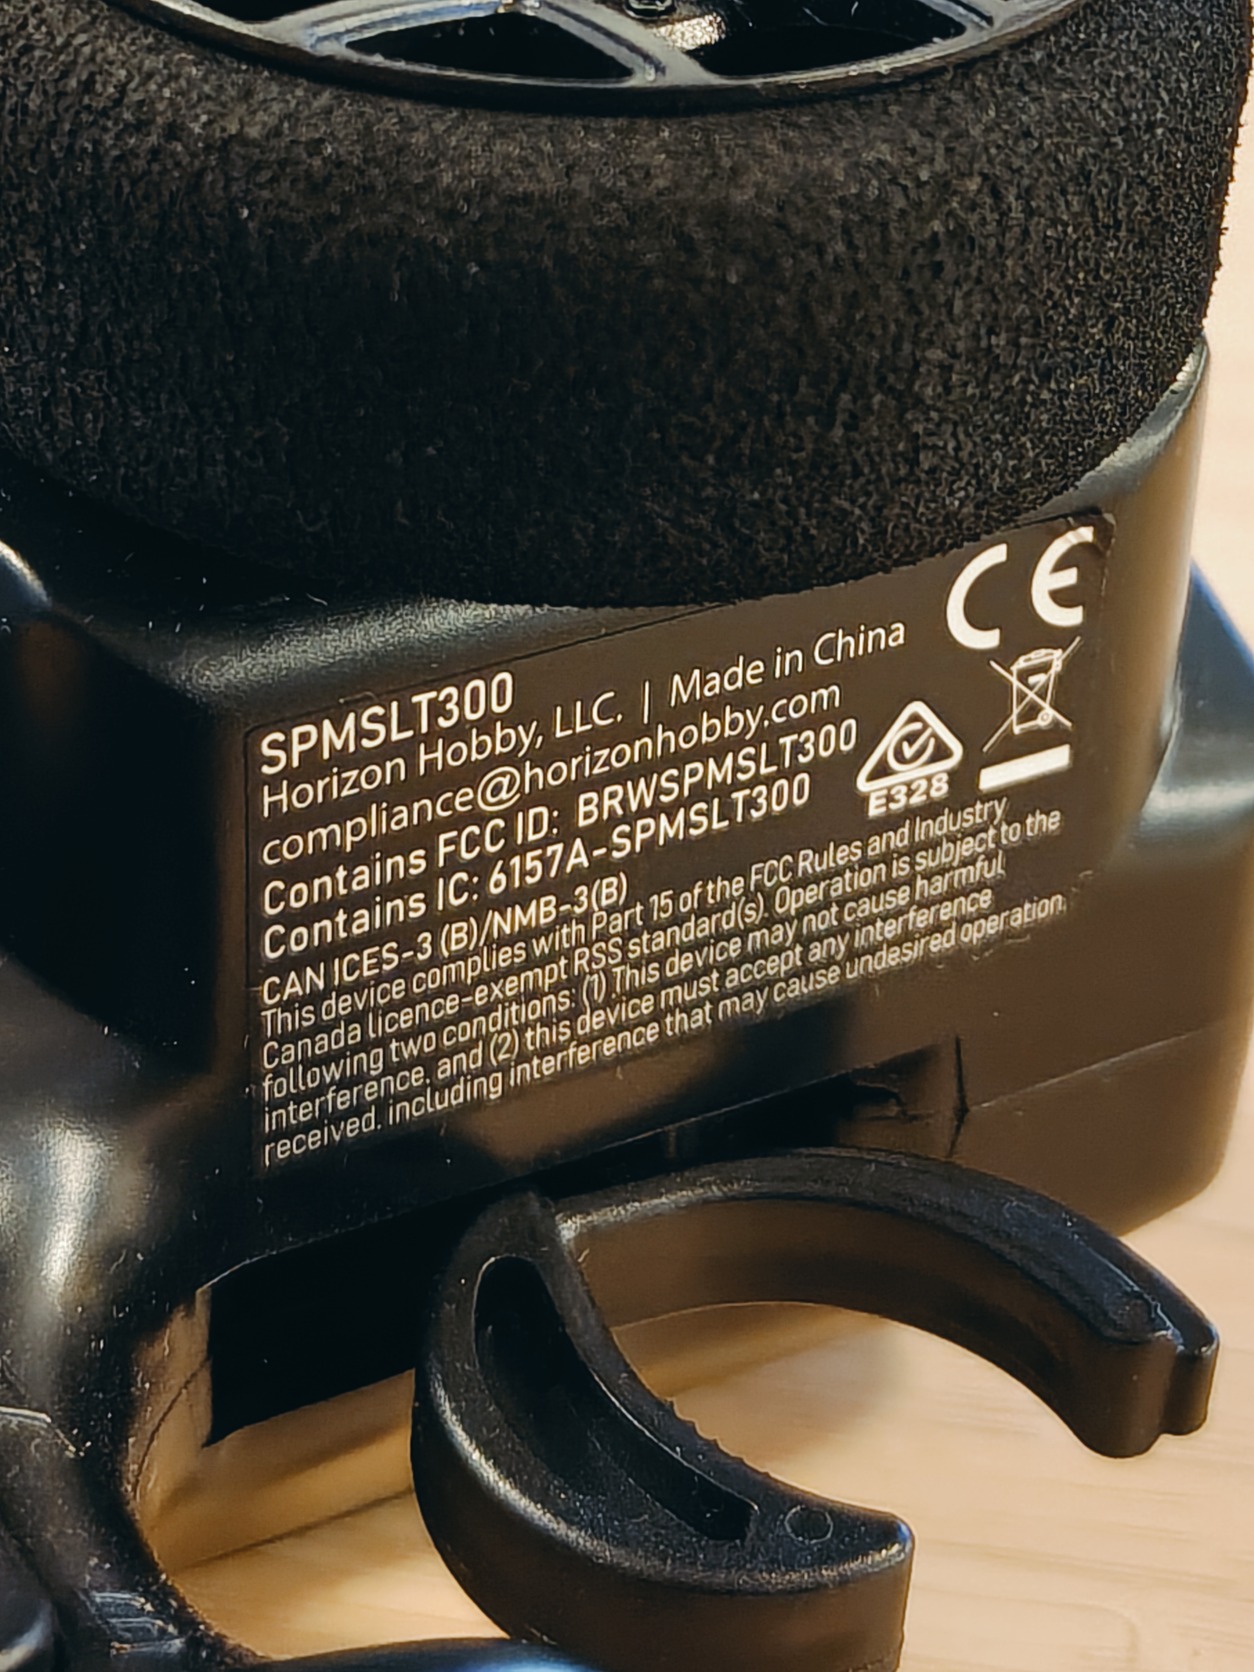 SPMSLT300
Horizon Hobby, LLC. | Made in China
compliance@horizonhobby.com
Contains FCC ID: BRWSPMSLT300
Contains IC: 6157A-SPMSLT300
CAN ICES-3 (B)/NMB-3(B)
This device complies with Part 15 of the FCC Rules and Industry
Canada licence-exempt RSS standard(s). Operation is subject to the
following two conditions: (1) This device may not cause harmful
interference, and (2) this device must accept any interference
received, including interference that may cause undesired operation.
CE
E328